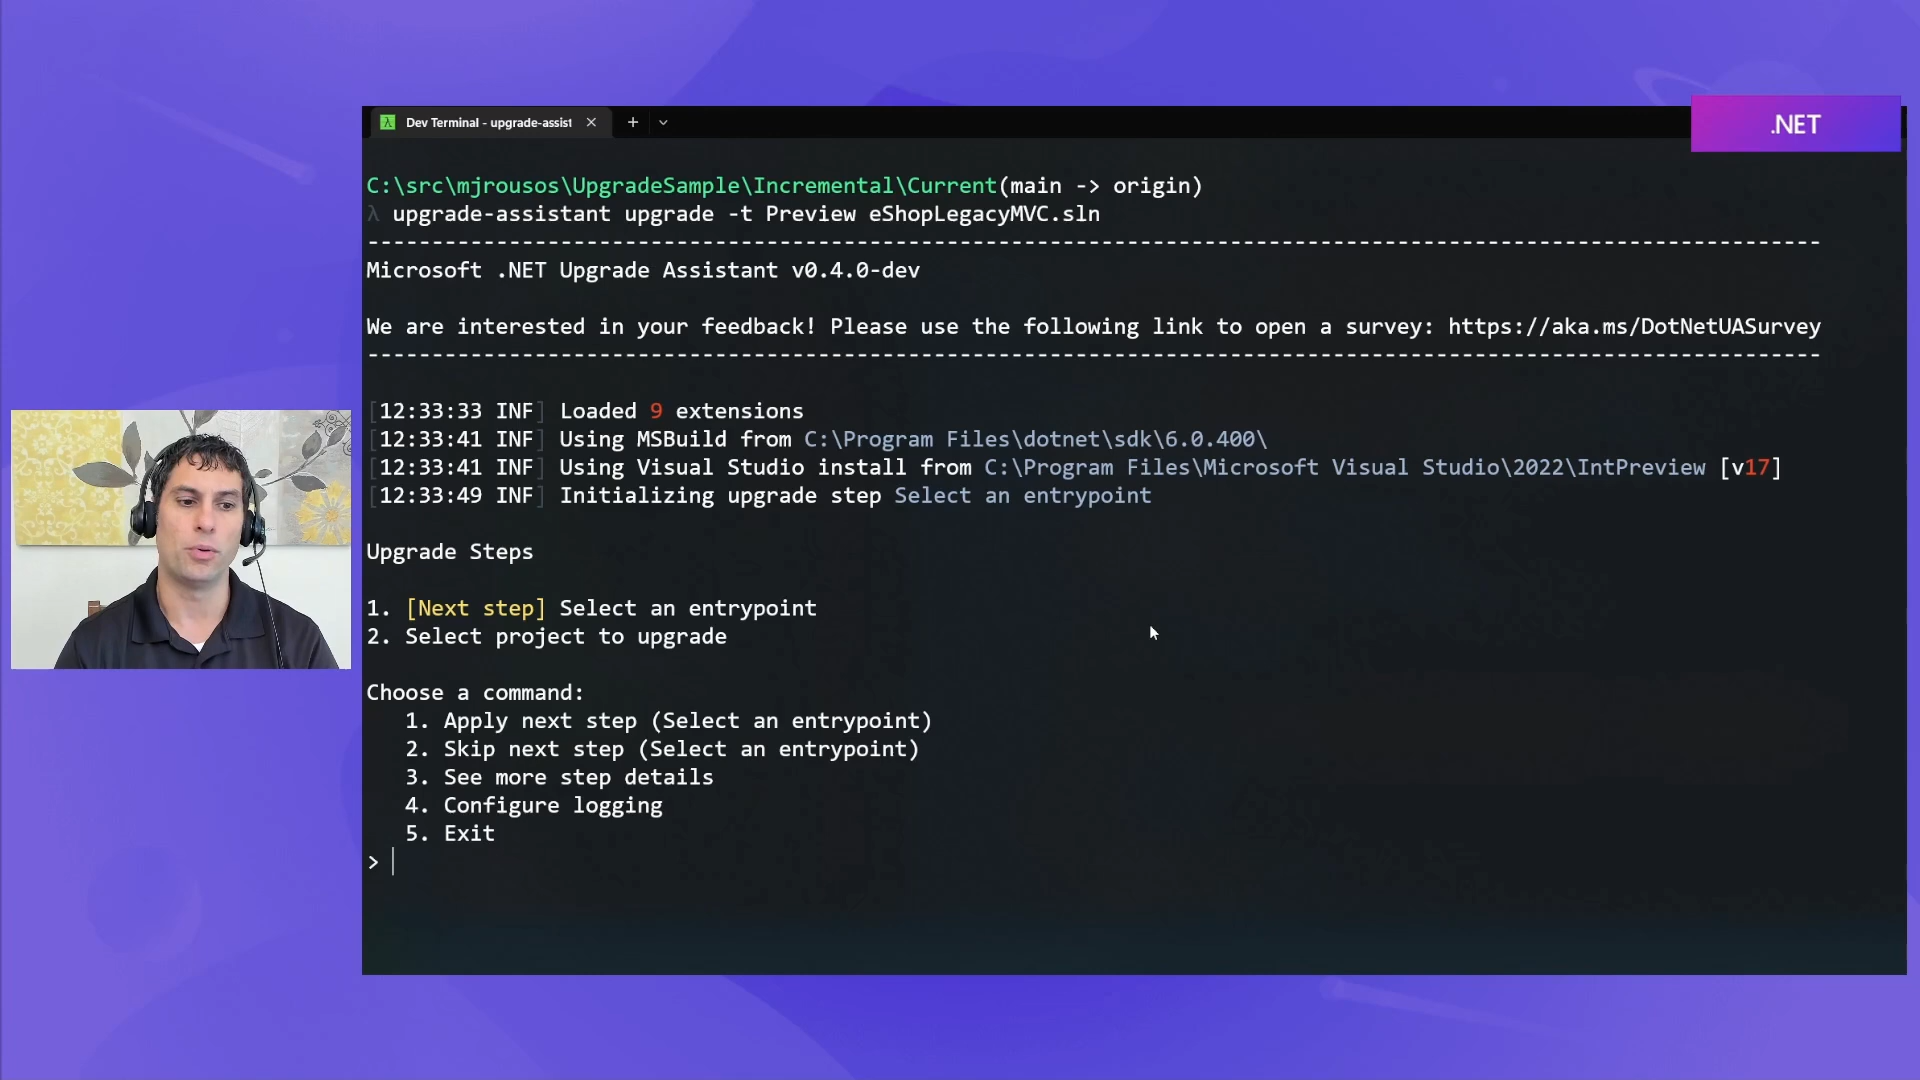 Dev Terminal - upgrade-assist
.NET
C:\src\mjrousos\UpgradeSample\Incremental\Current(main -> origin)
λ upgrade-assistant upgrade -t Preview eShopLegacyMVC.sln
-----------------------------------------------------------------------------------------------------------------
Microsoft .NET Upgrade Assistant v0.4.0-dev
We are interested in your feedback! Please use the following link to open a survey: https://aka.ms/DotNetUASurvey
-----------------------------------------------------------------------------------------------------------------
[12:33:33 INF] Loaded 9 extensions
[12:33:41 INF] Using MSBuild from C:\Program Files\dotnet\sdk\6.0.400\
[12:33:41 INF] Using Visual Studio install from C:\Program Files\Microsoft Visual Studio\2022\IntPreview [v17]
[12:33:49 INF] Initializing upgrade step Select an entrypoint
Upgrade Steps
1. [Next step] Select an entrypoint
2. Select project to upgrade
Choose a command:
1. Apply next step (Select an entrypoint)
2. Skip next step (Select an entrypoint)
3. See more step details
4. Configure logging
5. Exit
>